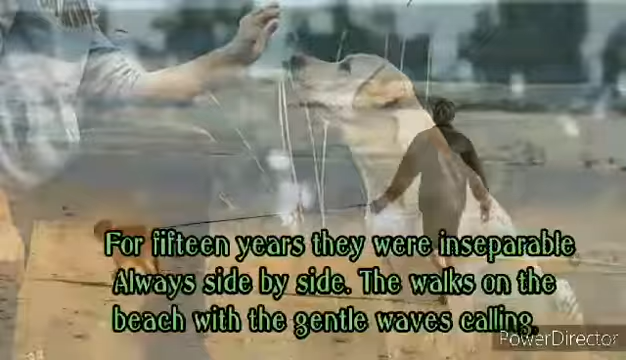 For fifteen years they were inseparable
Always side by side. The walks on the
beach with the gentle waves calling.
PowerDirector